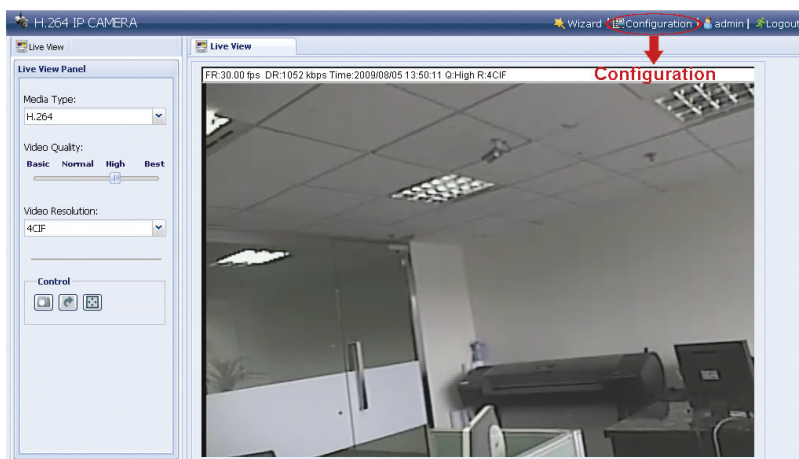 H.264 IP CAMERA
Wizard | Configuration | admin | Logout
Live View
Live View
Configuration
Live View Panel
FR:30.00 fps DR:1052 kbps Time:2009/08/05 13:50:11 Q:High R:4CIF
Media Type:
H.264
Video Quality:
Basic Normal High Best
Video Resolution:
4CIF
Control